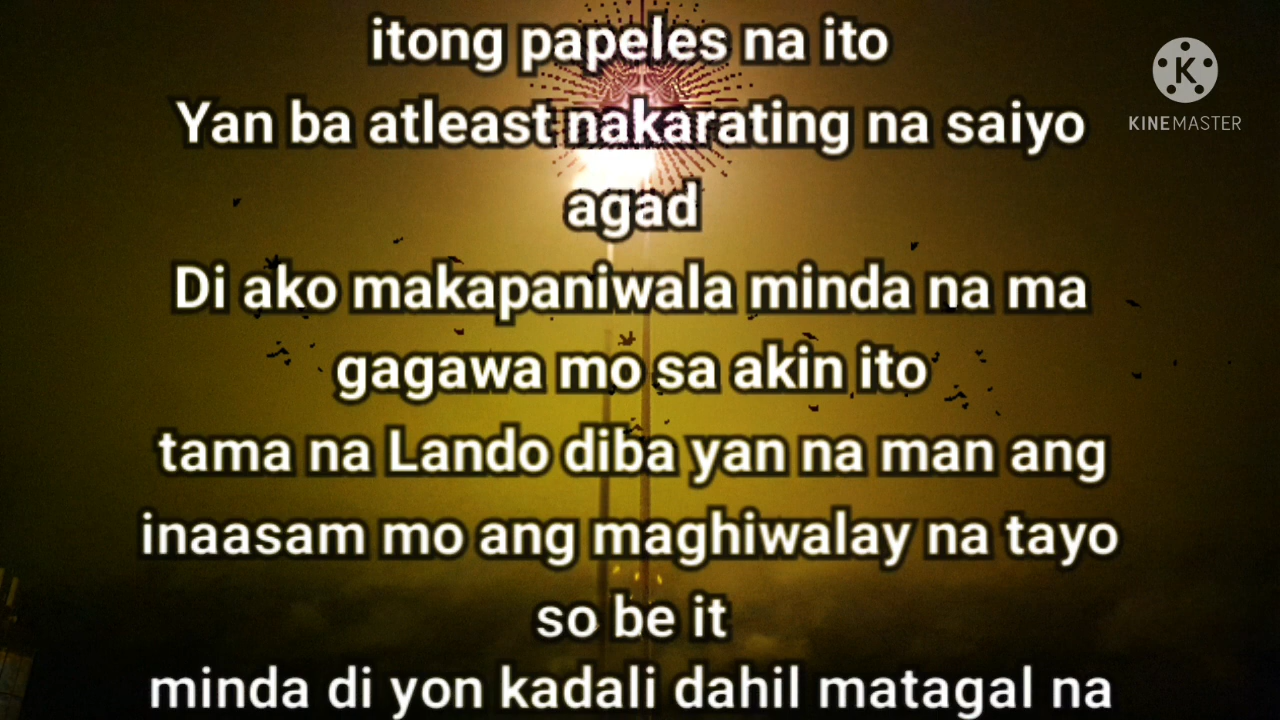 itong papeles na ito
Yan ba atleast nakarating na saiyo
agad
Di ako makapaniwala minda na ma
gagawa mo sa akin ito
tama na Lando diba yan na man ang
inaasam mo ang maghiwalay na tayo
so be it
minda di yon kadali dahil matagal na
K
KINEMASTER